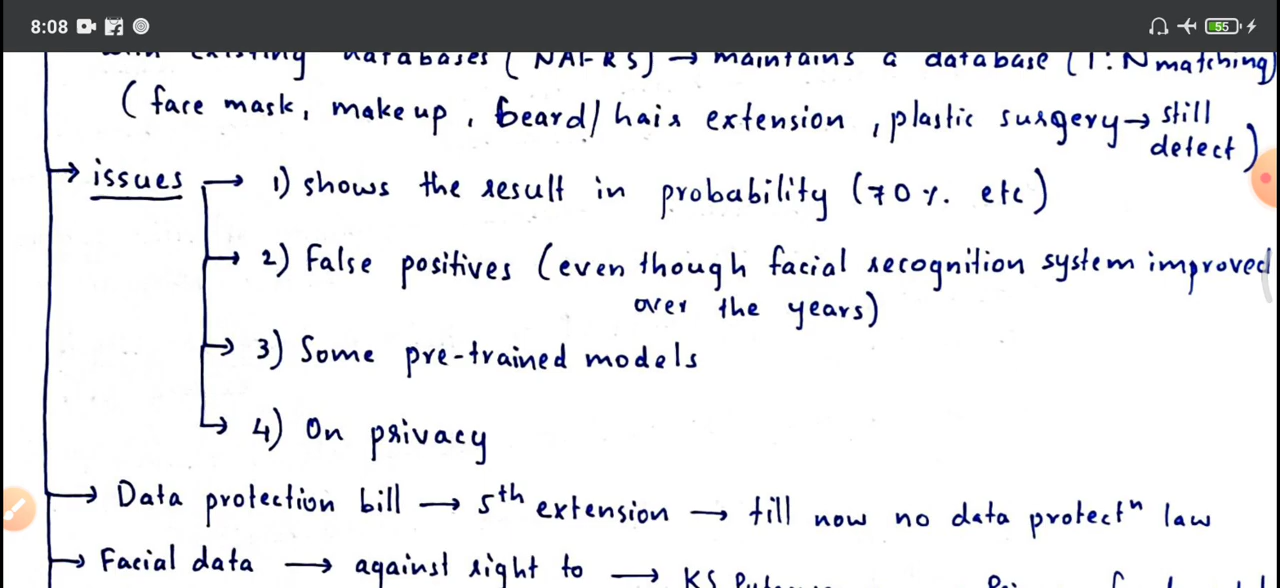 8:08
55
with existing databases (NAFRS) → maintains a database (1:N matching)
(face mask, makeup, beard/hair extension, plastic surgery → still
detect)
→ issues → 1) shows the result in probability (70%. etc)
→ 2) False positives (even though facial recognition system improved
over the years)
→ 3) Some pre-trained models
→ 4) On privacy
→ Data protection bill → 5th extension → till now no data protectⁿ law
→ Facial data → against right to → KS